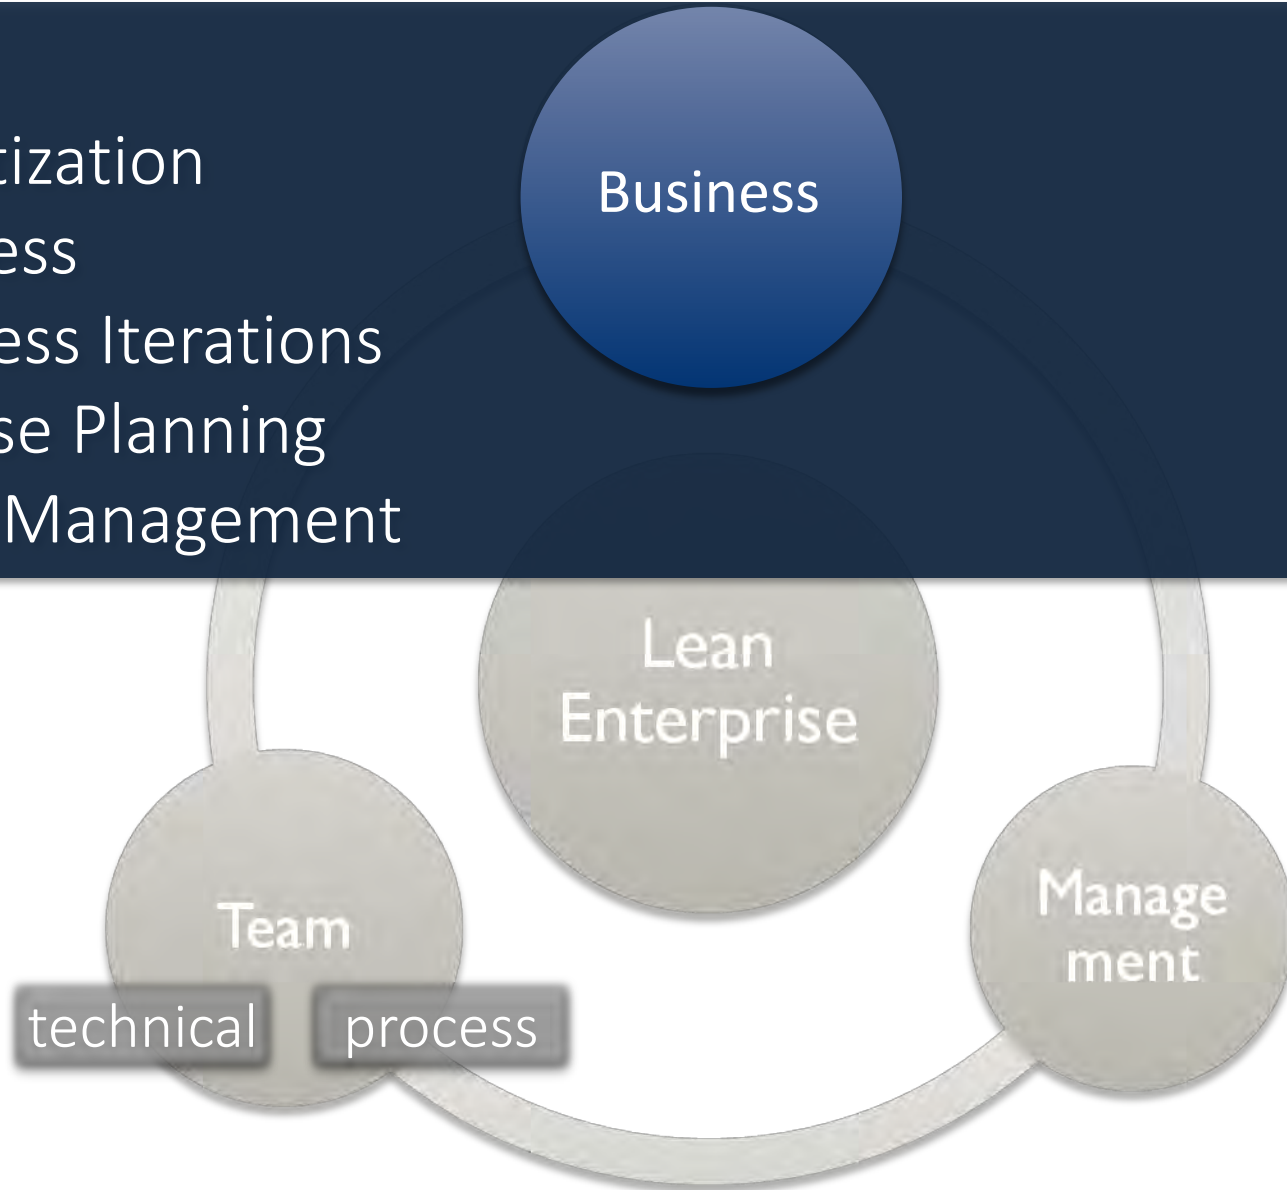 tization
Business
ess
ess Iterations
se Planning
Management
Lean
Enterprise
Team
Manage
ment
technical
process